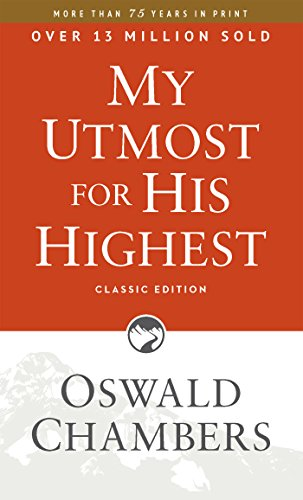 MORE THAN 75 YEARS IN PRINT
OVER 13 MILLION SOLD
MY
UTMOST
FOR HIS
HIGHEST
CLASSIC EDITION
OSWALD
CHAMBERS